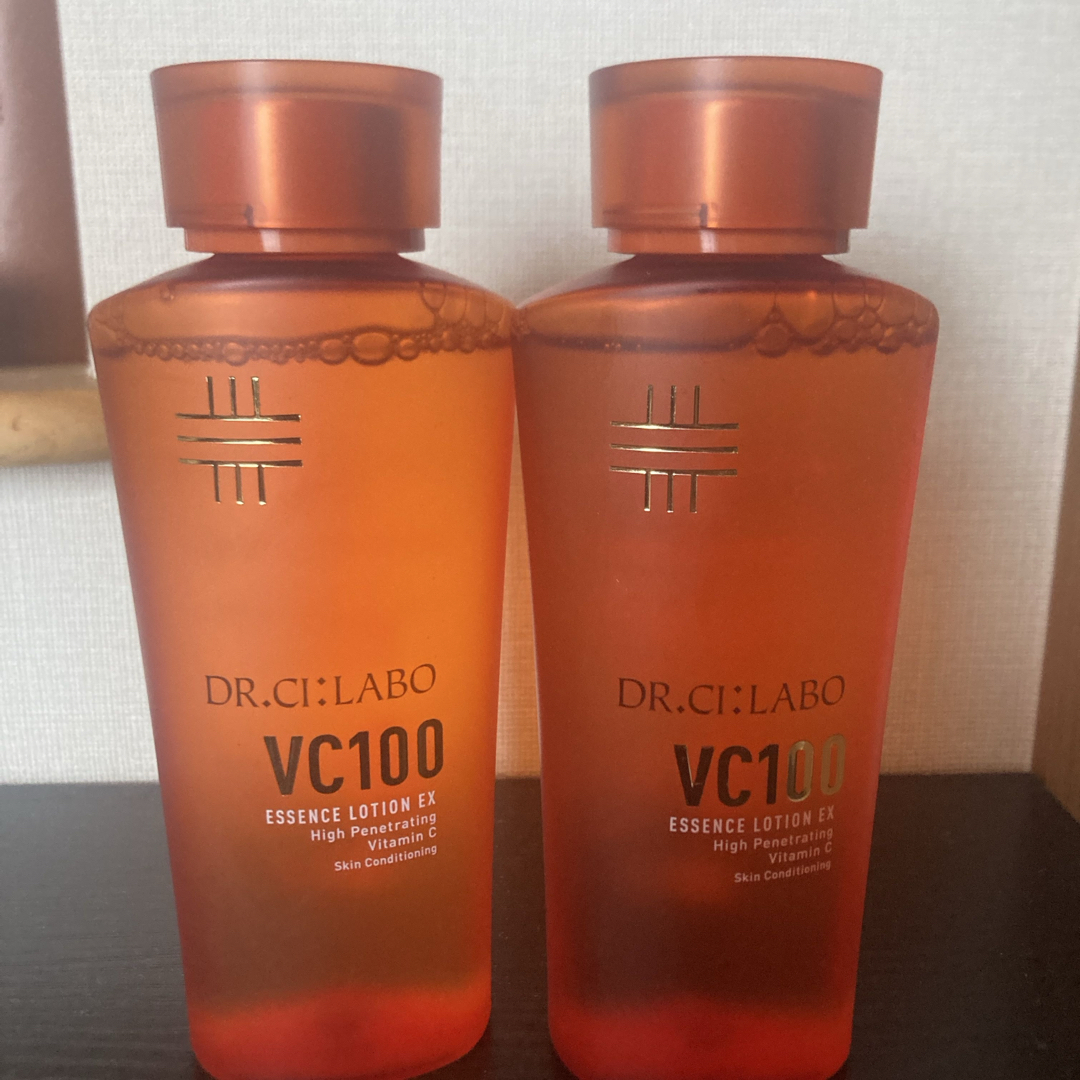 DR.CI:LABO
VC100
ESSENCE LOTION EX
High Penetrating
Vitamin C
Skin Conditioning
DR.CI:LABO
VC100
ESSENCE LOTION EX
High Penetrating
Vitamin C
Skin Conditioning